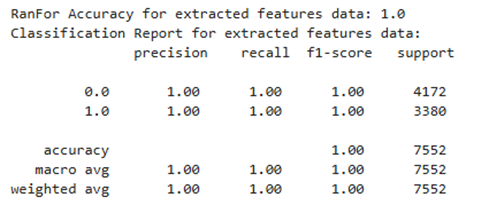 RanFor Accuracy for extracted features data: 1.0
Classification Report for extracted features data:
precision recall f1-score support
0.0 1.00 1.00 1.00 4172
1.0 1.00 1.00 1.00 3380
accuracy 1.00 7552
macro avg 1.00 1.00 1.00 7552
weighted avg 1.00 1.00 1.00 7552